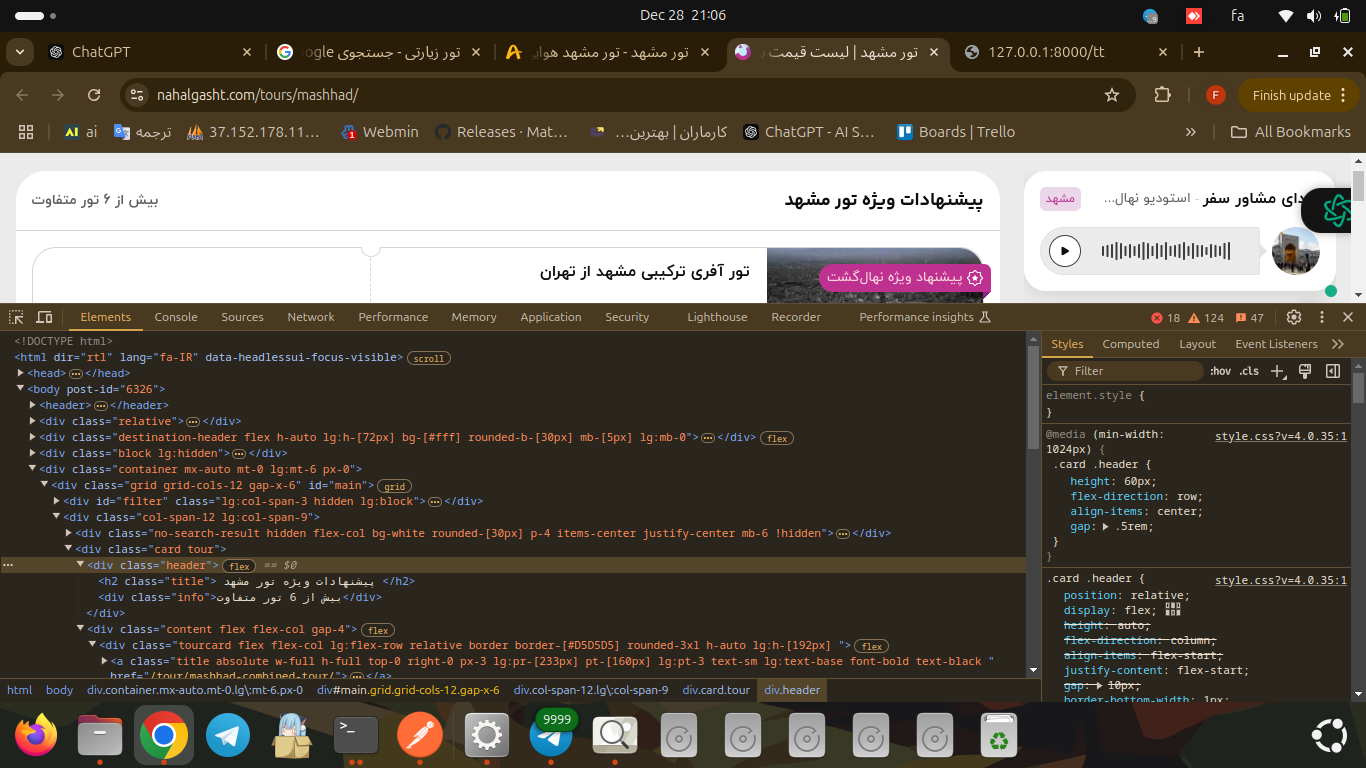 Dec 28 21:06
fa
ChatGPT
تور زیارتی - جستجوی Google
تور مشهد - تور مشهد هوایی
تور مشهد | لیست قیمت
127.0.0.1:8000/tt
nahalgasht.com/tours/mashhad/
F
Finish update
AI ai
ترجمه
37.152.178.11...
Webmin
Releases · Mat...
کارماران | بهترین...
ChatGPT - AI S...
Boards | Trello
»
All Bookmarks
پیشنهادات ویژه تور مشهد
بیش از ۶ تور متفاوت
تور آفری ترکیبی مشهد از تهران
پیشنهاد ویژه نهال‌گشت
دای مشاور سفر - استودیو نهال...
مشهد
Elements Console Sources Network Performance Memory Application Security Lighthouse Recorder Performance insights
18 124 47
<!DOCTYPE html>
<html dir="rtl" lang="fa-IR" data-headlessui-focus-visible> scroll
<head>…</head>
<body post-id="6326">
<header>…</header>
<div class="relative">…</div>
<div class="destination-header flex h-auto lg:h-[72px] bg-[#fff] rounded-b-[30px] mb-[5px] lg:mb-0">…</div> flex
<div class="block lg:hidden">…</div>
<div class="container mx-auto mt-0 lg:mt-6 px-0">
<div class="grid grid-cols-12 gap-x-6" id="main"> grid
<div id="filter" class="lg:col-span-3 hidden lg:block">…</div>
<div class="col-span-12 lg:col-span-9">
<div class="no-search-result hidden flex-col bg-white rounded-[30px] p-4 items-center justify-center mb-6 !hidden">…</div>
<div class="card tour">
… <div class="header"> flex == $0
<h2 class="title"> پیشنهادات ویژه تور مشهد </h2>
<div class="info">بیش از 6 تور متفاوت</div>
</div>
<div class="content flex flex-col gap-4"> flex
<div class="tourcard flex flex-col lg:flex-row relative border border-[#D5D5D5] rounded-3xl h-auto lg:h-[192px] "> flex
<a class="title absolute w-full h-full top-0 right-0 px-3 lg:pr-[233px] pt-[160px] lg:pt-3 text-sm lg:text-base font-bold text-black "
href="/tour/mashhad-combined-tour/">…</a>
html body div.container.mx-auto.mt-0.lg\:mt-6.px-0 div#main.grid.grid-cols-12.gap-x-6 div.col-span-12.lg\:col-span-9 div.card.tour div.header
Styles Computed Layout Event Listeners »
Filter :hov .cls
element.style {
}
@media (min-width: style.css?v=4.0.35:1
1024px) {
.card .header {
height: 60px;
flex-direction: row;
align-items: center;
gap: .5rem;
}
}
.card .header { style.css?v=4.0.35:1
position: relative;
display: flex;
height: auto;
flex-direction: column;
align-items: flex-start;
justify-content: flex-start;
gap: 10px;
border-bottom-width: 1px;
>_
9999